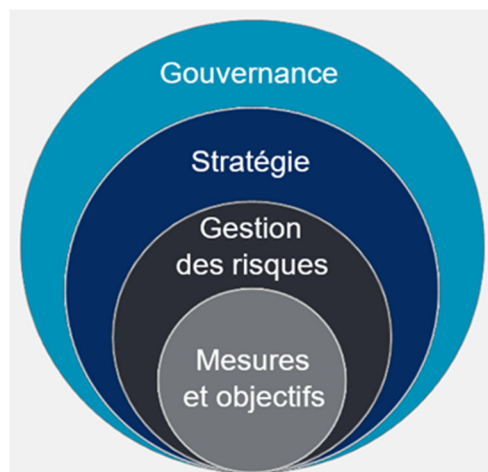 Gouvernance
Stratégie
Gestion
des risques
Mesures
et objectifs